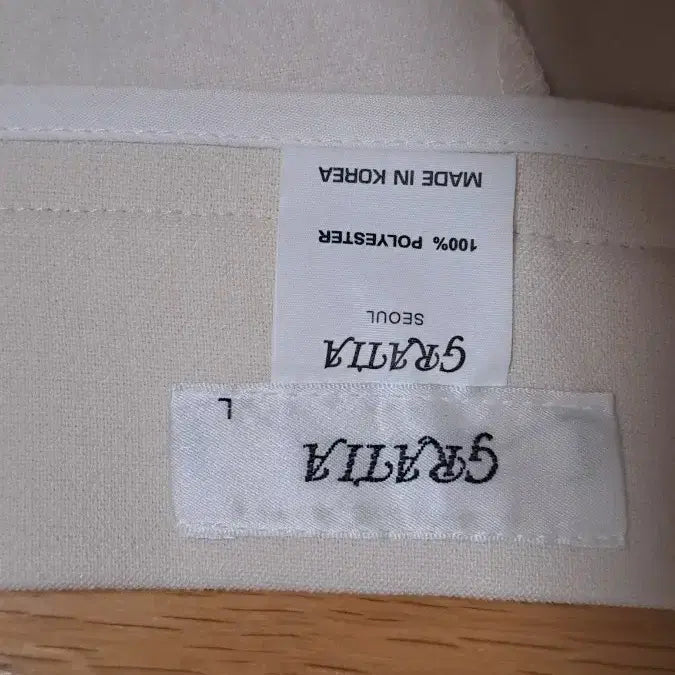 GRATIA
L
GRATIA
SEOUL
100% POLYESTER
MADE IN KOREA